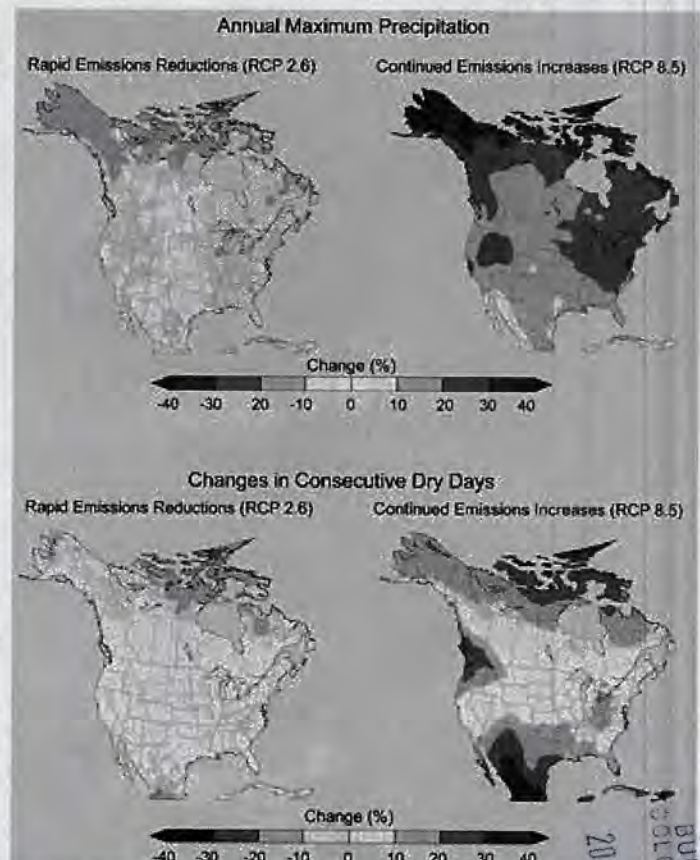 Annual Maximum Precipitation
Rapid Emissions Reductions (RCP 2.6)
Continued Emissions Increases (RCP 8.5)
Change (%)
-40 -30 -20 -10 0 10 20 30 40
Changes in Consecutive Dry Days
Rapid Emissions Reductions (RCP 2.6)
Continued Emissions Increases (RCP 8.5)
Change (%)
-40 -30 -20 -10 0 10 20 30 40
BU
20